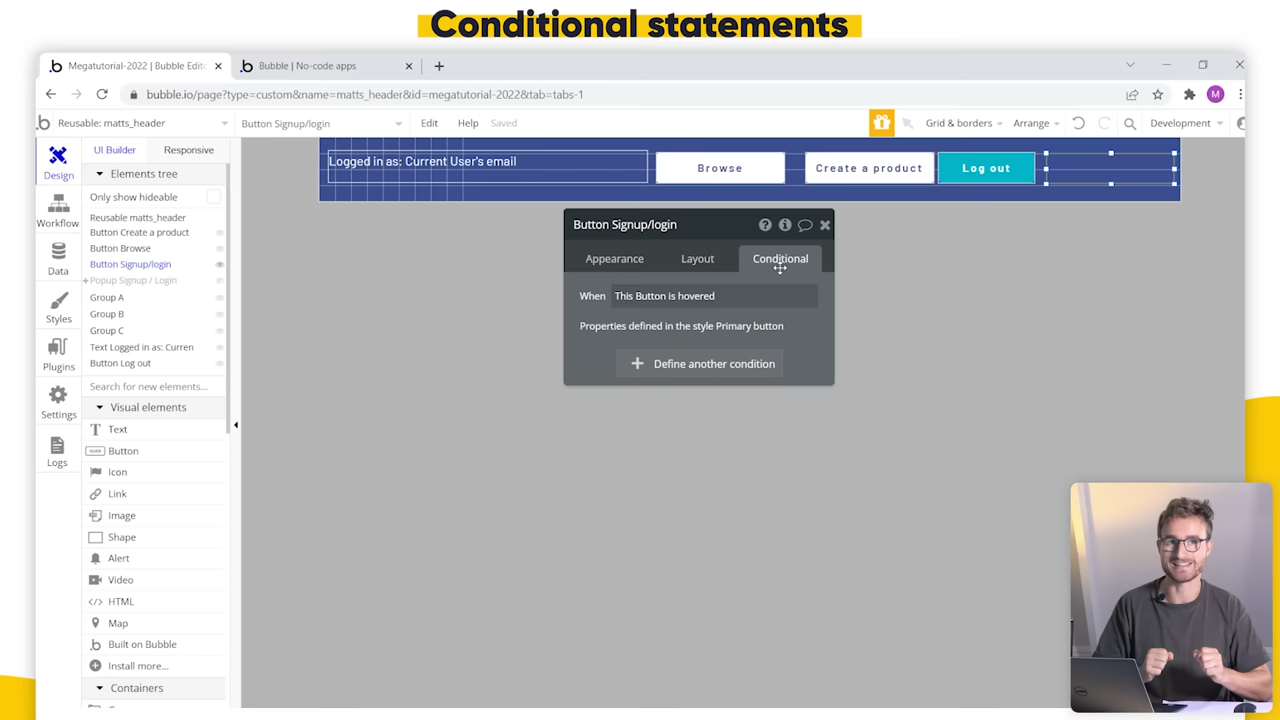 Conditional statements
Megatutorial-2022 | Bubble Edito
Bubble | No-code apps
bubble.io/page?type=custom&name=matts_header&id=megatutorial-2022&tab=tabs-1
M
Reusable: matts_header
Button Signup/login
Edit
Help
Saved
Grid & borders
Arrange
Development
Design
Workflow
Data
Styles
Plugins
Settings
Logs
UI Builder
Responsive
Elements tree
Only show hideable
Reusable matts_header
Button Create a product
Button Browse
Button Signup/login
Popup Signup / Login
Group A
Group B
Group C
Text Logged in as: Curren
Button Log out
Search for new elements...
Visual elements
Text
Button
Icon
Link
Image
Shape
Alert
Video
HTML
Map
Built on Bubble
Install more...
Containers
Logged in as: Current User's email
Browse
Create a product
Log out
Button Signup/login
Appearance
Layout
Conditional
When This Button is hovered
Properties defined in the style Primary button
Define another condition